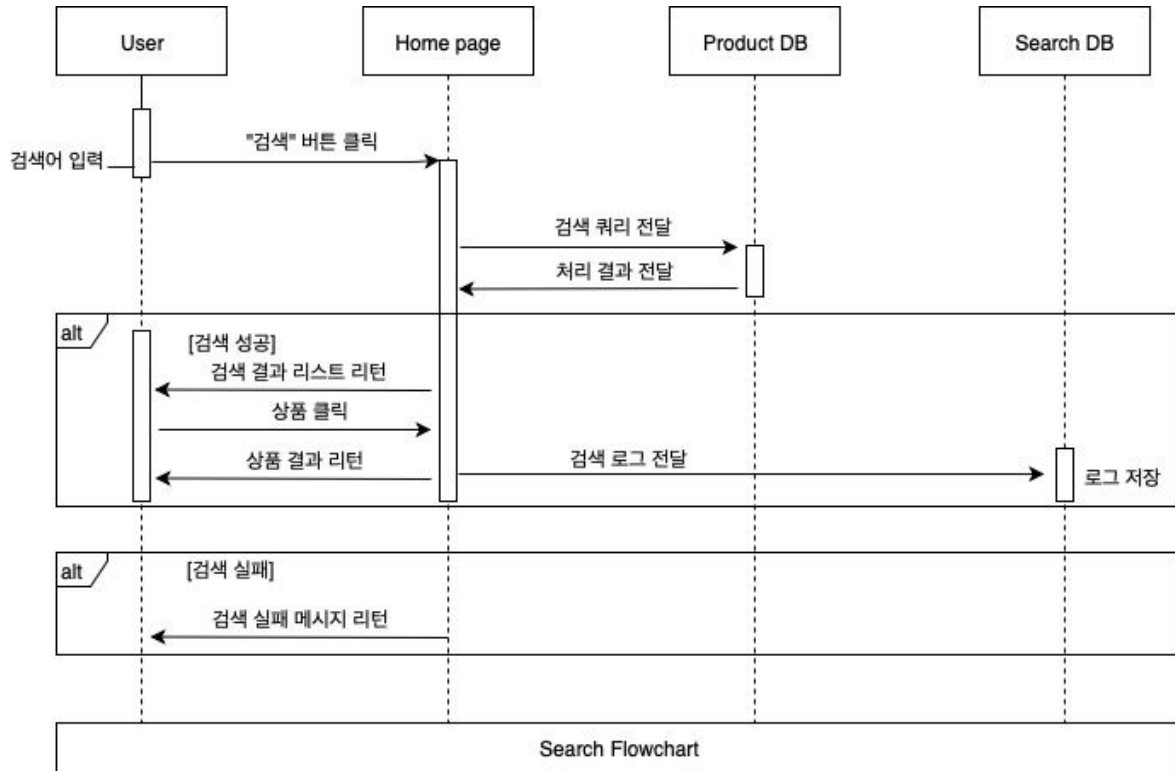 User
Home page
Product DB
Search DB
"검색" 버튼 클릭
검색어 입력
검색 쿼리 전달
처리 결과 전달
alt
[검색 성공]
검색 결과 리스트 리턴
상품 클릭
상품 결과 리턴
검색 로그 전달
로그 저장
alt
[검색 실패]
검색 실패 메시지 리턴
Search Flowchart